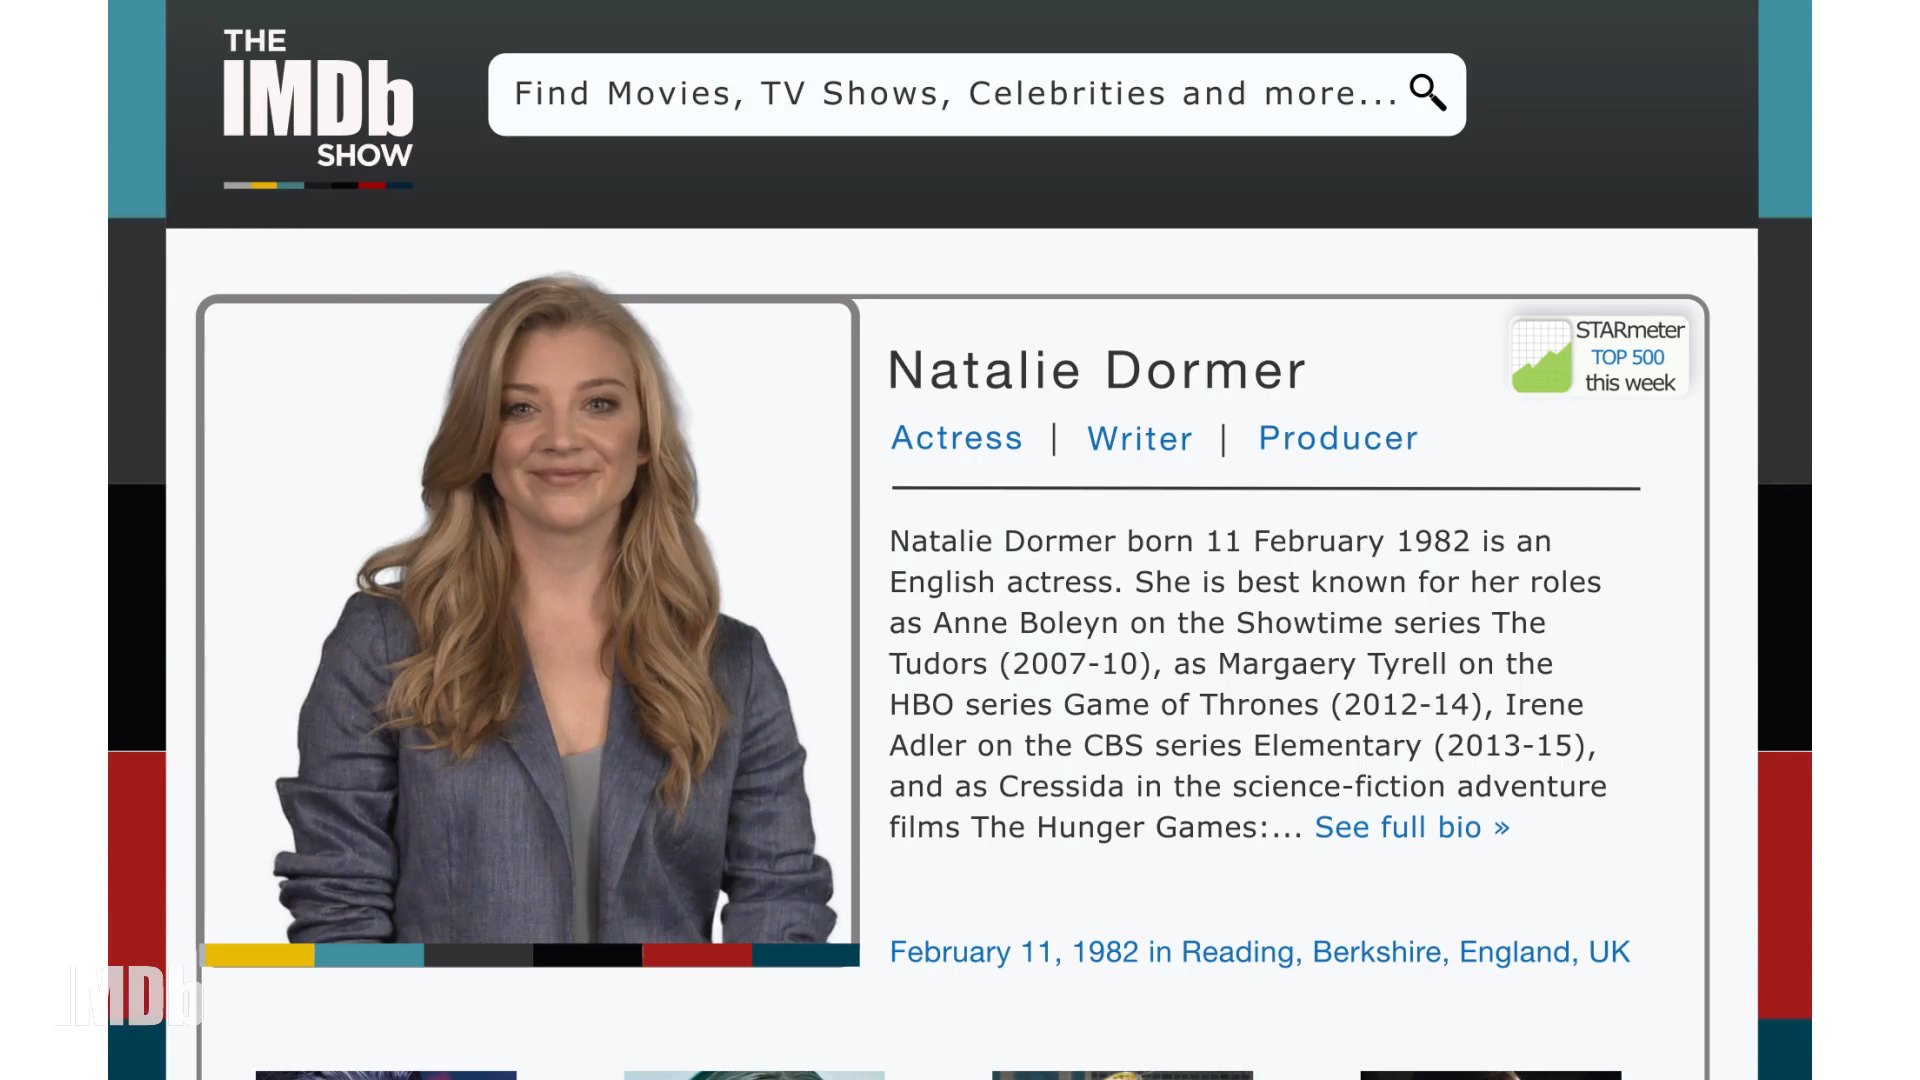 THE
IMDb
SHOW
Find Movies, TV Shows, Celebrities and more...
Natalie Dormer
STARmeter
TOP 500
this week
Actress | Writer | Producer
Natalie Dormer born 11 February 1982 is an
English actress. She is best known for her roles
as Anne Boleyn on the Showtime series The
Tudors (2007-10), as Margaery Tyrell on the
HBO series Game of Thrones (2012-14), Irene
Adler on the CBS series Elementary (2013-15),
and as Cressida in the science-fiction adventure
films The Hunger Games:... See full bio »
February 11, 1982 in Reading, Berkshire, England, UK
IMDb